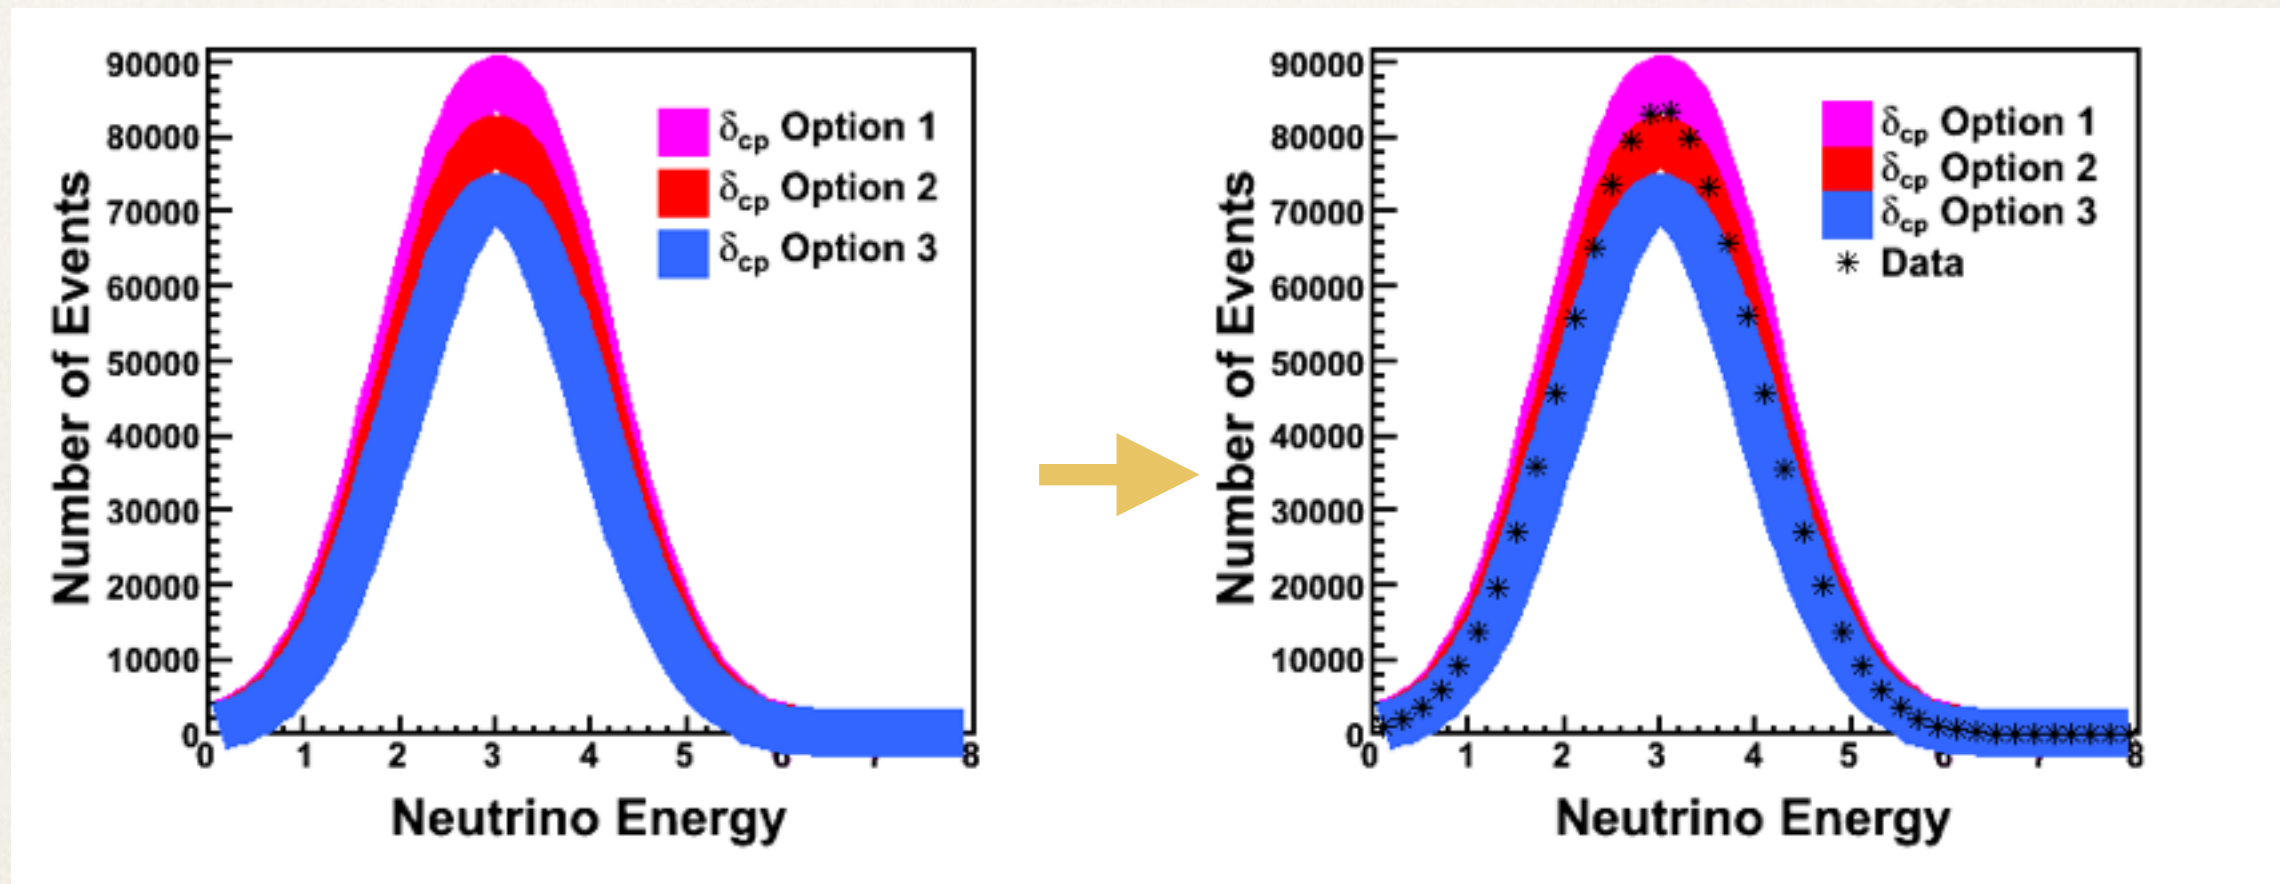 90000
80000
70000
60000
50000
40000
30000
20000
10000
0
Number of Events
δcp Option 1
δcp Option 2
δcp Option 3
0 1 2 3 4 5 6 7 8
Neutrino Energy
90000
80000
70000
60000
50000
40000
30000
20000
10000
0
Number of Events
δcp Option 1
δcp Option 2
δcp Option 3
Data
0 1 2 3 4 5 6 7 8
Neutrino Energy